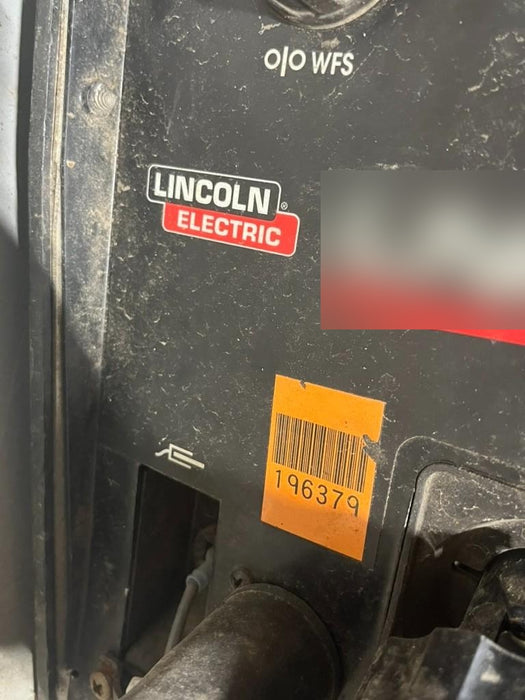 o|o WFS
LINCOLN ®
ELECTRIC
196379